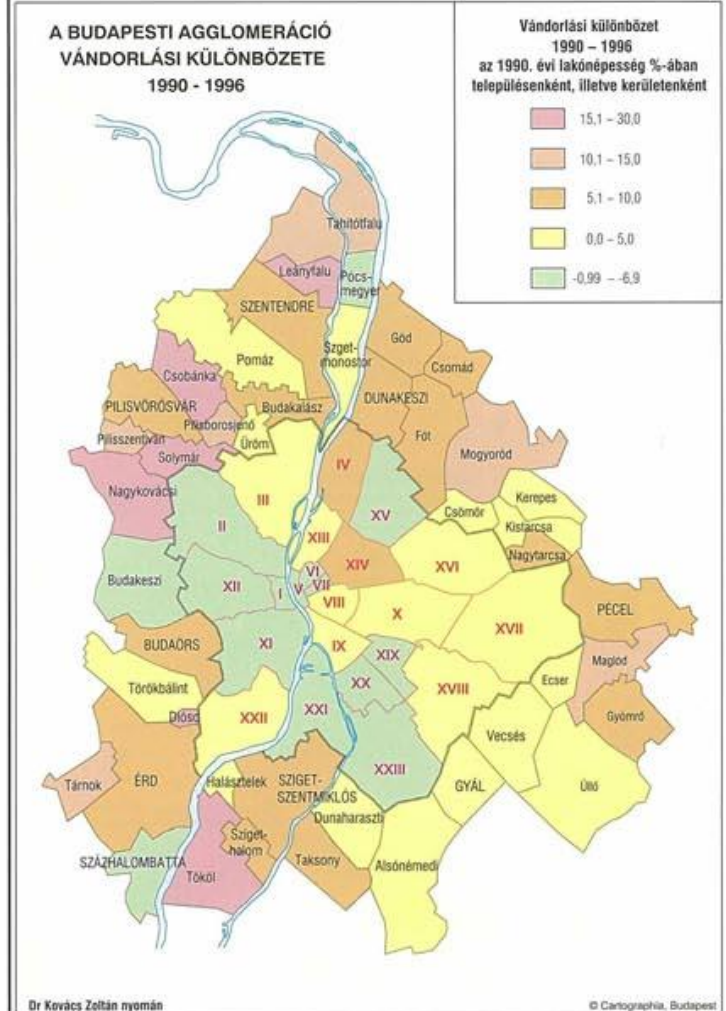 A BUDAPESTI AGGLOMERÁCIÓ
VÁNDORLÁSI KÜLÖNBÖZETE
1990 - 1996
Vándorlási különbözet
1990 – 1996
az 1990. évi lakónépesség %-ában
településenként, illetve kerületenként
15,1 – 30,0
10,1 – 15,0
5,1 – 10,0
0,0 – 5,0
-0,99 – -6,9
Tahitótfalu
Leányfalu
Pócs-
megyer
SZENTENDRE
Göd
Szget-
monostor
Pomáz
Csomád
Csobánka
DUNAKESZI
PILISVÖRÖSVÁR
Budakalász
Pilisborosjenő
Fót
Pilisszentiván
Üröm
Mogyoród
Solymár
IV
Nagykovácsi
III
XV
Kerepes
Csömör
II
Kistarcsa
XIII
Nagytarcsa
XIV
XVI
Budakeszi
XII
I
V
VI
VII
VIII
X
XVII
PÉCEL
BUDAÖRS
XI
IX
XIX
Maglód
XX
XVIII
Ecser
Törökbálint
Diósd
XXII
XXI
Gyömrő
Vecsés
XXIII
Tárnok
ÉRD
Halásztelek
SZIGET-
SZENTMIKLÓS
GYÁL
Üllő
Dunaharaszti
Sziget-
halom
SZÁZHALOMBATTA
Taksony
Alsónémedi
Tököl
Dr Kovács Zoltán nyomán
© Cartographia, Budapest